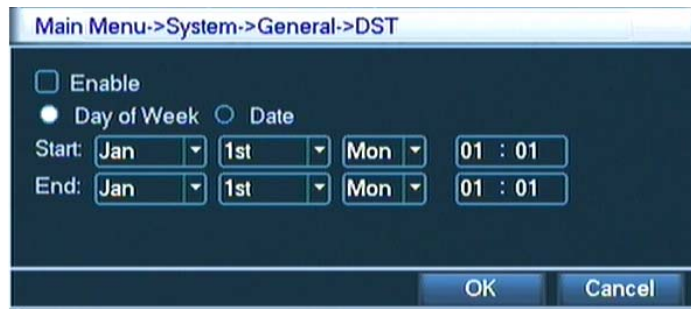 Main Menu->System->General->DST
Enable
Day of Week Date
Start: Jan 1st Mon 01 : 01
End: Jan 1st Mon 01 : 01
OK Cancel